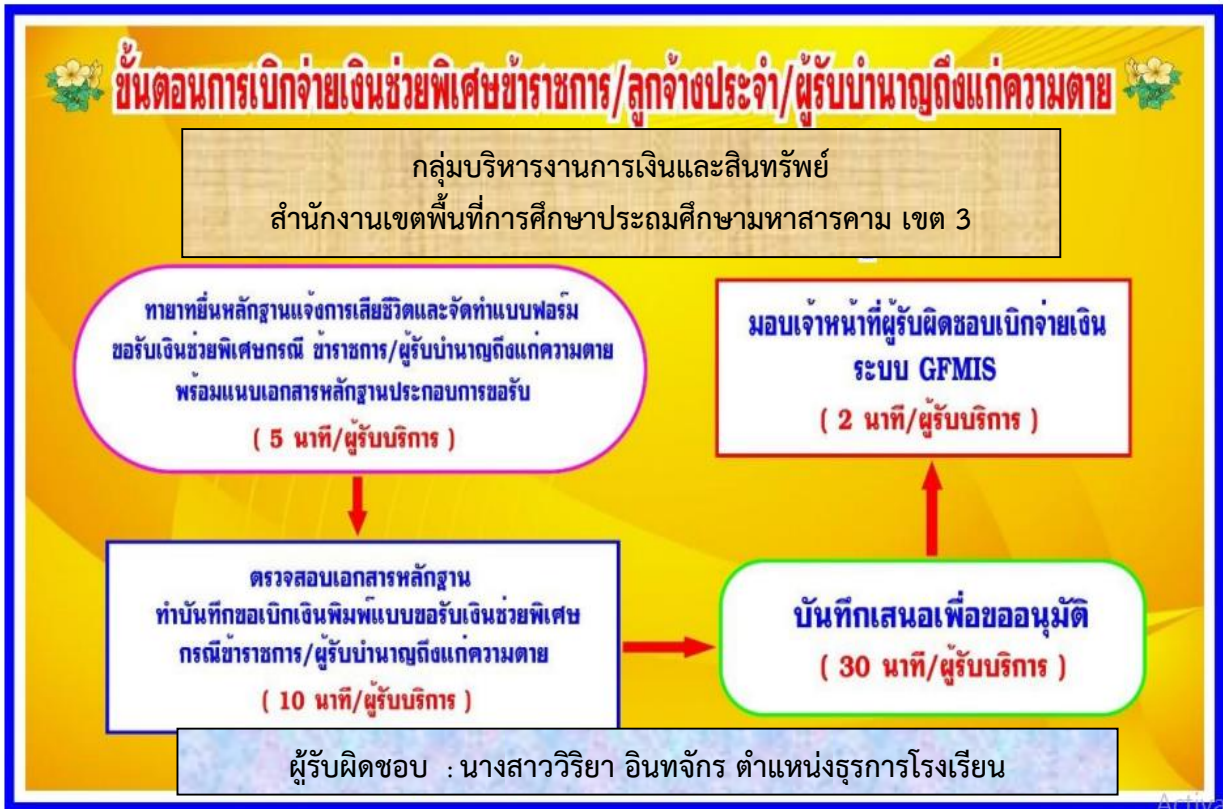 ขั้นตอนการเบิกจ่ายเงินช่วยพิเศษข้าราชการ/ลูกจ้างประจำ/ผู้รับบำนาญถึงแก่ความตาย
กลุ่มบริหารงานการเงินและสินทรัพย์
สำนักงานเขตพื้นที่การศึกษาประถมศึกษามหาสารคาม เขต 3
ทายาทยื่นหลักฐานแจ้งการเสียชีวิตและจัดทำแบบฟอร์ม
ขอรับเงินช่วยพิเศษกรณี ข้าราชการ/ผู้รับบำนาญถึงแก่ความตาย
พร้อมแนบเอกสารหลักฐานประกอบการขอรับ
( 5 นาที/ผู้รับบริการ )
ตรวจสอบเอกสารหลักฐาน
ทำบันทึกขอเบิกเงินพิมพ์แบบขอรับเงินช่วยพิเศษ
กรณีข้าราชการ/ผู้รับบำนาญถึงแก่ความตาย
( 10 นาที/ผู้รับบริการ )
บันทึกเสนอเพื่อขออนุมัติ
( 30 นาที/ผู้รับบริการ )
มอบเจ้าหน้าที่ผู้รับผิดชอบเบิกจ่ายเงิน
ระบบ GFMIS
( 2 นาที/ผู้รับบริการ )
ผู้รับผิดชอบ : นางสาววิริยา อินทจักร ตำแหน่งธุรการโรงเรียน